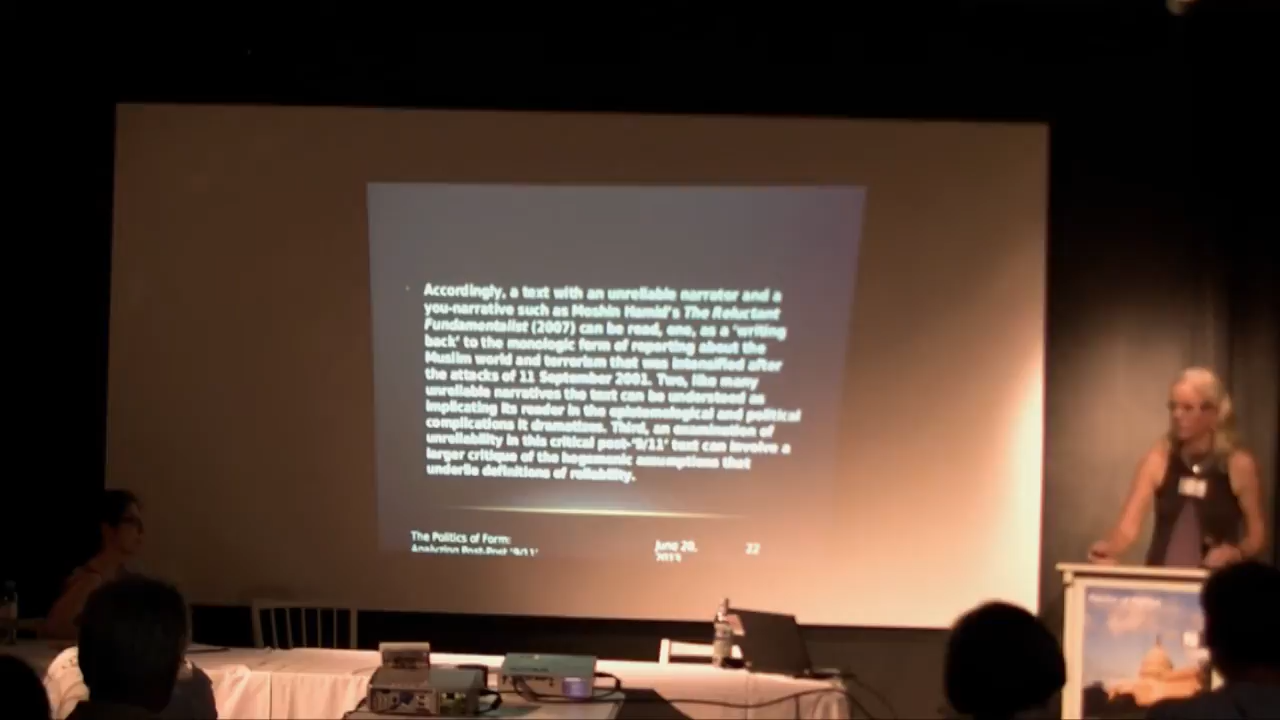 Accordingly, a text with an unreliable narrator and a
you-narrative such as Moshin Hamid's The Reluctant
Fundamentalist (2007) can be read, one, as a 'writing
back' to the monologic form of reporting about the
Muslim world and terrorism that was intensified after
the attacks of 11 September 2001. Two, like many
unreliable narratives the text can be understood as
implicating its reader in the epistemological and political
complications it dramatizes. Third, an examination of
unreliability in this critical post-'9/11' text can involve a
larger critique of the hegemonic assumptions that
underlie definitions of reliability.
The Politics of Form:
Analyzing Post-Post '9/11'
June 20,
22